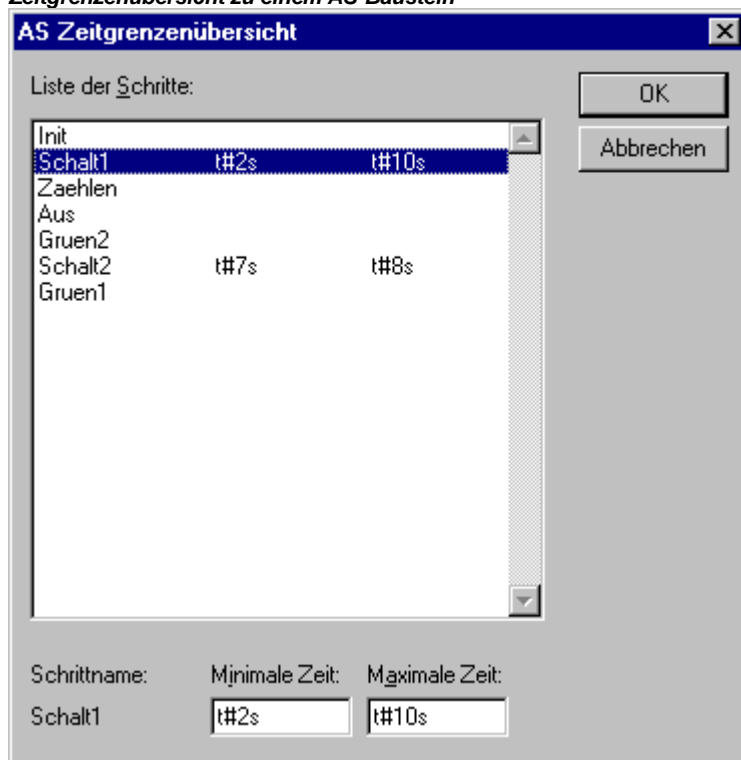 Zeitgrenzenübersicht zu einem AS-Baustein
AS Zeitgrenzenübersicht
Liste der Schritte:
OK
Abbrechen
Init
Schalt1 t#2s t#10s
Zaehlen
Aus
Gruen2
Schalt2 t#7s t#8s
Gruen1
Schrittname: Minimale Zeit: Maximale Zeit:
Schalt1 t#2s t#10s